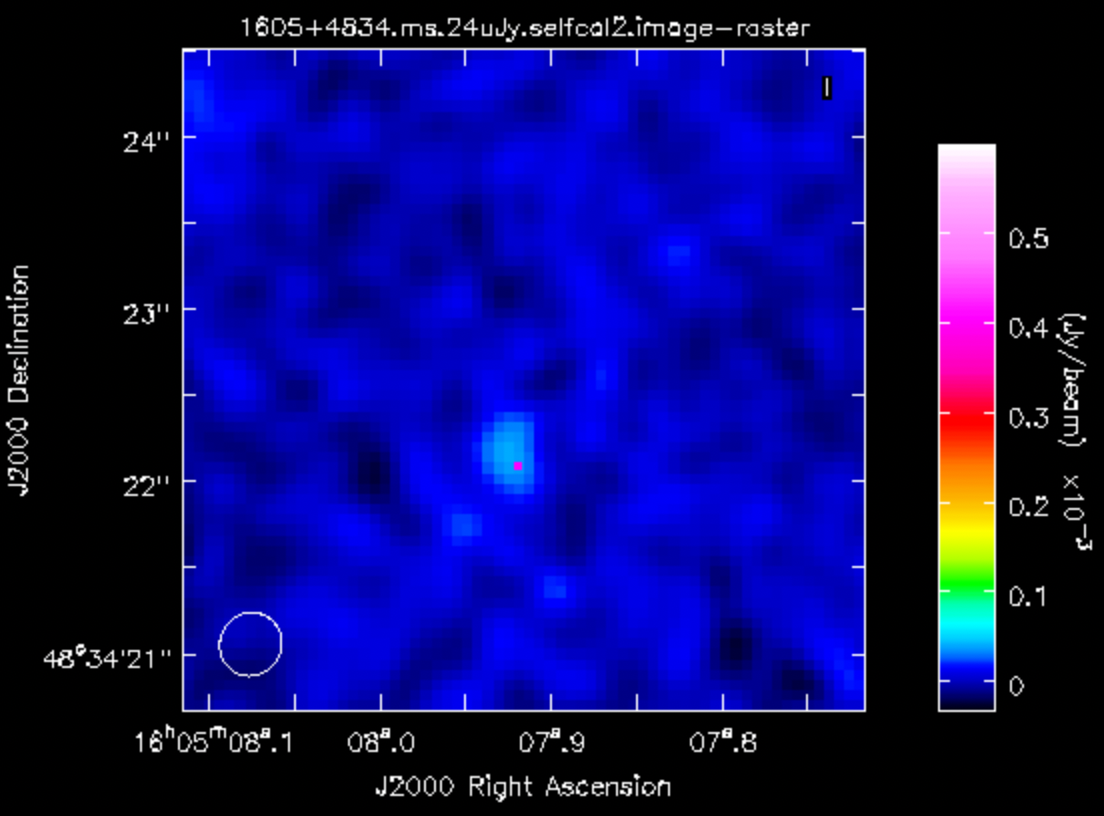 1605+4834.ms.24uJy.selfcal2.image-raster
I
24"
23"
22"
48°34'21"
J2000 Declination
16ʰ05ᵐ08ˢ.1 08ˢ.0 07ˢ.9 07ˢ.8
J2000 Right Ascension
0.5
0.4
0.3
0.2
0.1
0
(Jy/beam) ×10⁻³